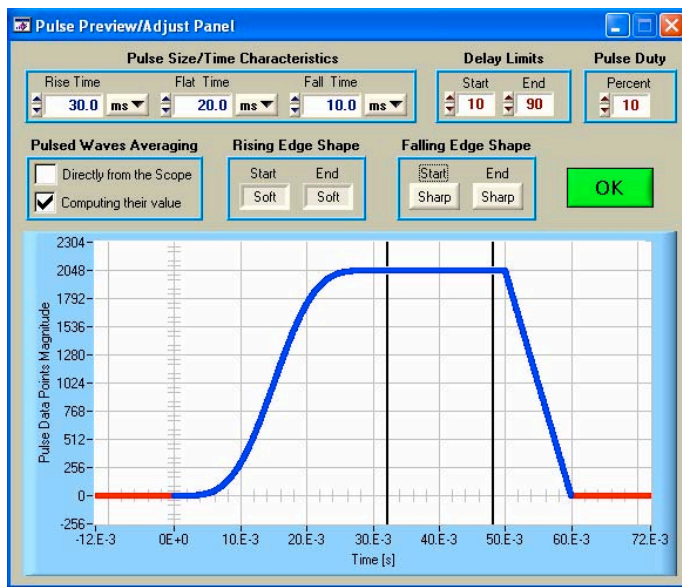 Pulse Preview/Adjust Panel
Pulse Size/Time Characteristics
Delay Limits
Pulse Duty
Rise Time
Flat Time
Fall Time
Start
End
Percent
30.0
ms
20.0
ms
10.0
ms
10
90
10
Pulsed Waves Averaging
Rising Edge Shape
Falling Edge Shape
Directly from the Scope
Computing their value
Start
End
Soft
Soft
Start
End
Sharp
Sharp
OK
Pulse Data Points Magnitude
2304
2048
1792
1536
1280
1024
768
512
256
0
-256
-12.E-3
0E+0
10.E-3
20.E-3
30.E-3
40.E-3
50.E-3
60.E-3
72.E-3
Time [s]